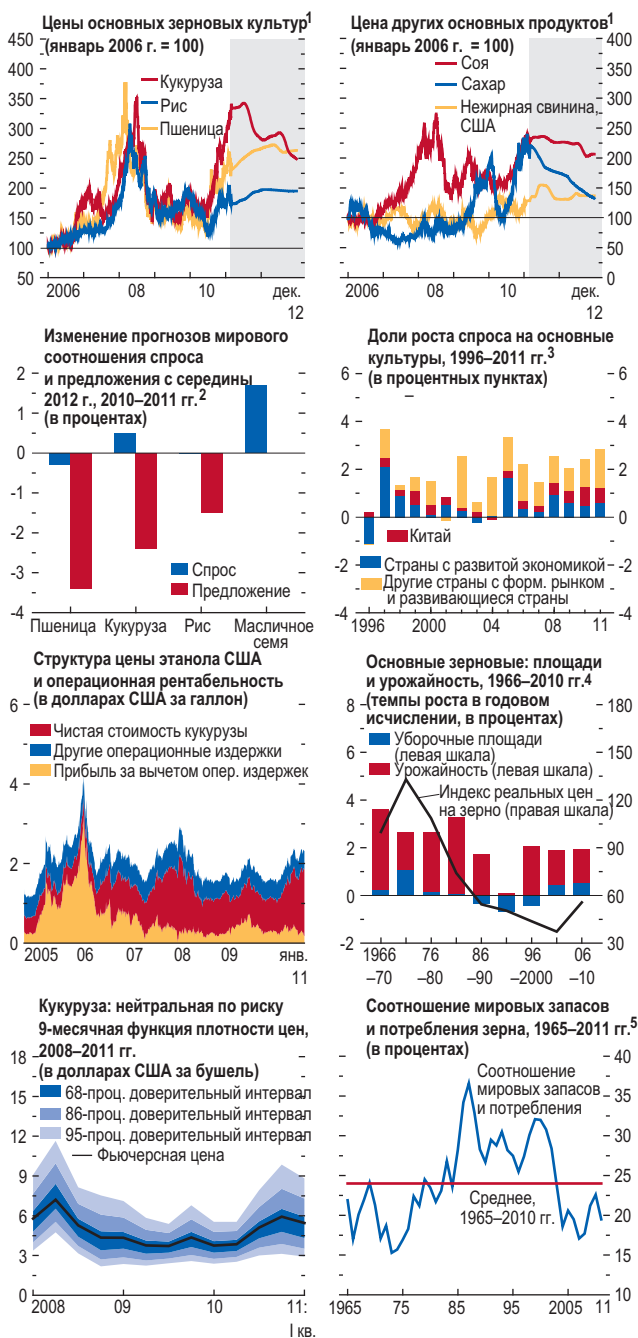 Цены основных зерновых культур1
(январь 2006 г. = 100)
450
400
350
300
250
200
150
100
50
Кукуруза
Рис
Пшеница
2006
08
10
дек.
12
Цена других основных продуктов1
(январь 2006 г. = 100)
Соя
Сахар
Нежирная свинина,
США
400
350
300
250
200
150
100
50
0
2006
08
10
дек.
12
Изменение прогнозов мирового
соотношения спроса
и предложения с середины
2012 г., 2010–2011 гг.2
(в процентах)
2
1
0
-1
-2
-3
-4
Спрос
Предложение
Пшеница
Кукуруза
Рис
Масличное
семя
Доли роста спроса на основные
культуры, 1996–2011 гг.3
(в процентных пунктах)
6
4
2
0
-2
-4
6
4
2
0
-2
-4
Китай
Страны с развитой экономикой
Другие страны с форм. рынком
и развивающиеся страны
1996
2000
04
08
11
Структура цены этанола США
и операционная рентабельность
(в долларах США за галлон)
6
4
2
0
Чистая стоимость кукурузы
Другие операционные издержки
Прибыль за вычетом опер. издержек
2005
06
07
08
09
янв.
11
Основные зерновые: площади
и урожайность, 1966–2010 гг.4
(темпы роста в годовом
исчислении, в процентах)
8
6
4
2
0
-2
180
150
120
90
60
30
Уборочные площади
(левая шкала)
Урожайность (левая шкала)
Индекс реальных цен
на зерно (правая шкала)
1966
76
86
96
06
–70
–80
–90
–2000
–10
Кукуруза: нейтральная по риску
9-месячная функция плотности цен,
2008–2011 гг.
(в долларах США за бушель)
18
15
12
9
6
3
0
68-проц. доверительный интервал
86-проц. доверительный интервал
95-проц. доверительный интервал
Фьючерсная цена
2008
09
10
11:
I кв.
Соотношение мировых запасов
и потребления зерна, 1965–2011 гг.5
(в процентах)
40
35
30
25
20
15
10
Соотношение
мировых запасов
и потребления
Среднее,
1965–2010 гг.
1965
75
85
95
2005
11